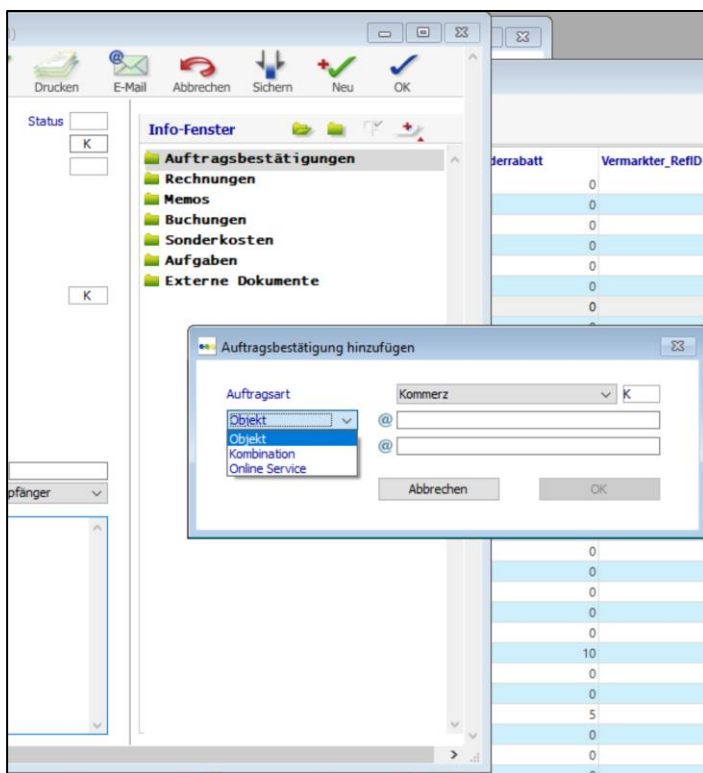 Drucken E-Mail Abbrechen Sichern Neu OK
Status
K
K
pfänger
Info-Fenster
Auftragsbestätigungen
Rechnungen
Memos
Buchungen
Sonderkosten
Aufgaben
Externe Dokumente
derrabatt Vermarkter_RefID
0
0
0
0
0
0
0
Auftragsbestätigung hinzufügen
Auftragsart Kommerz K
Objekt @
Objekt @
Kombination
Online Service
Abbrechen OK
0
0
0
0
0
10
0
0
5
0
0